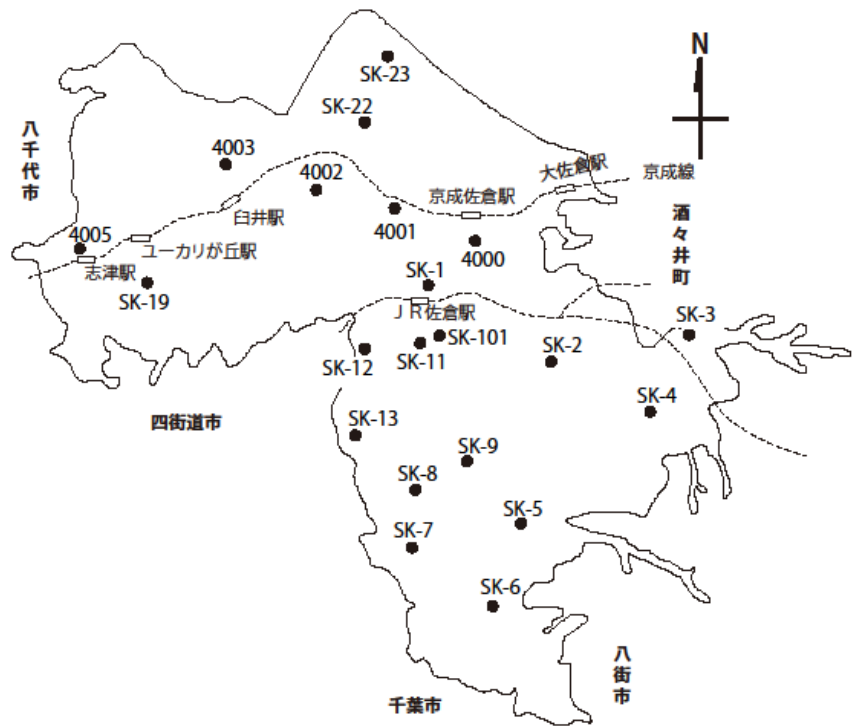 N
SK-23
SK-22
八千代市
4003
4002
大佐倉駅
京成線
京成佐倉駅
臼井駅
4001
酒々井町
4005
ユーカリが丘駅
4000
志津駅
SK-19
SK-1
JR佐倉駅
SK-3
SK-101
SK-11
SK-2
SK-12
四街道市
SK-4
SK-13
SK-9
SK-8
SK-5
SK-7
SK-6
八街市
千葉市